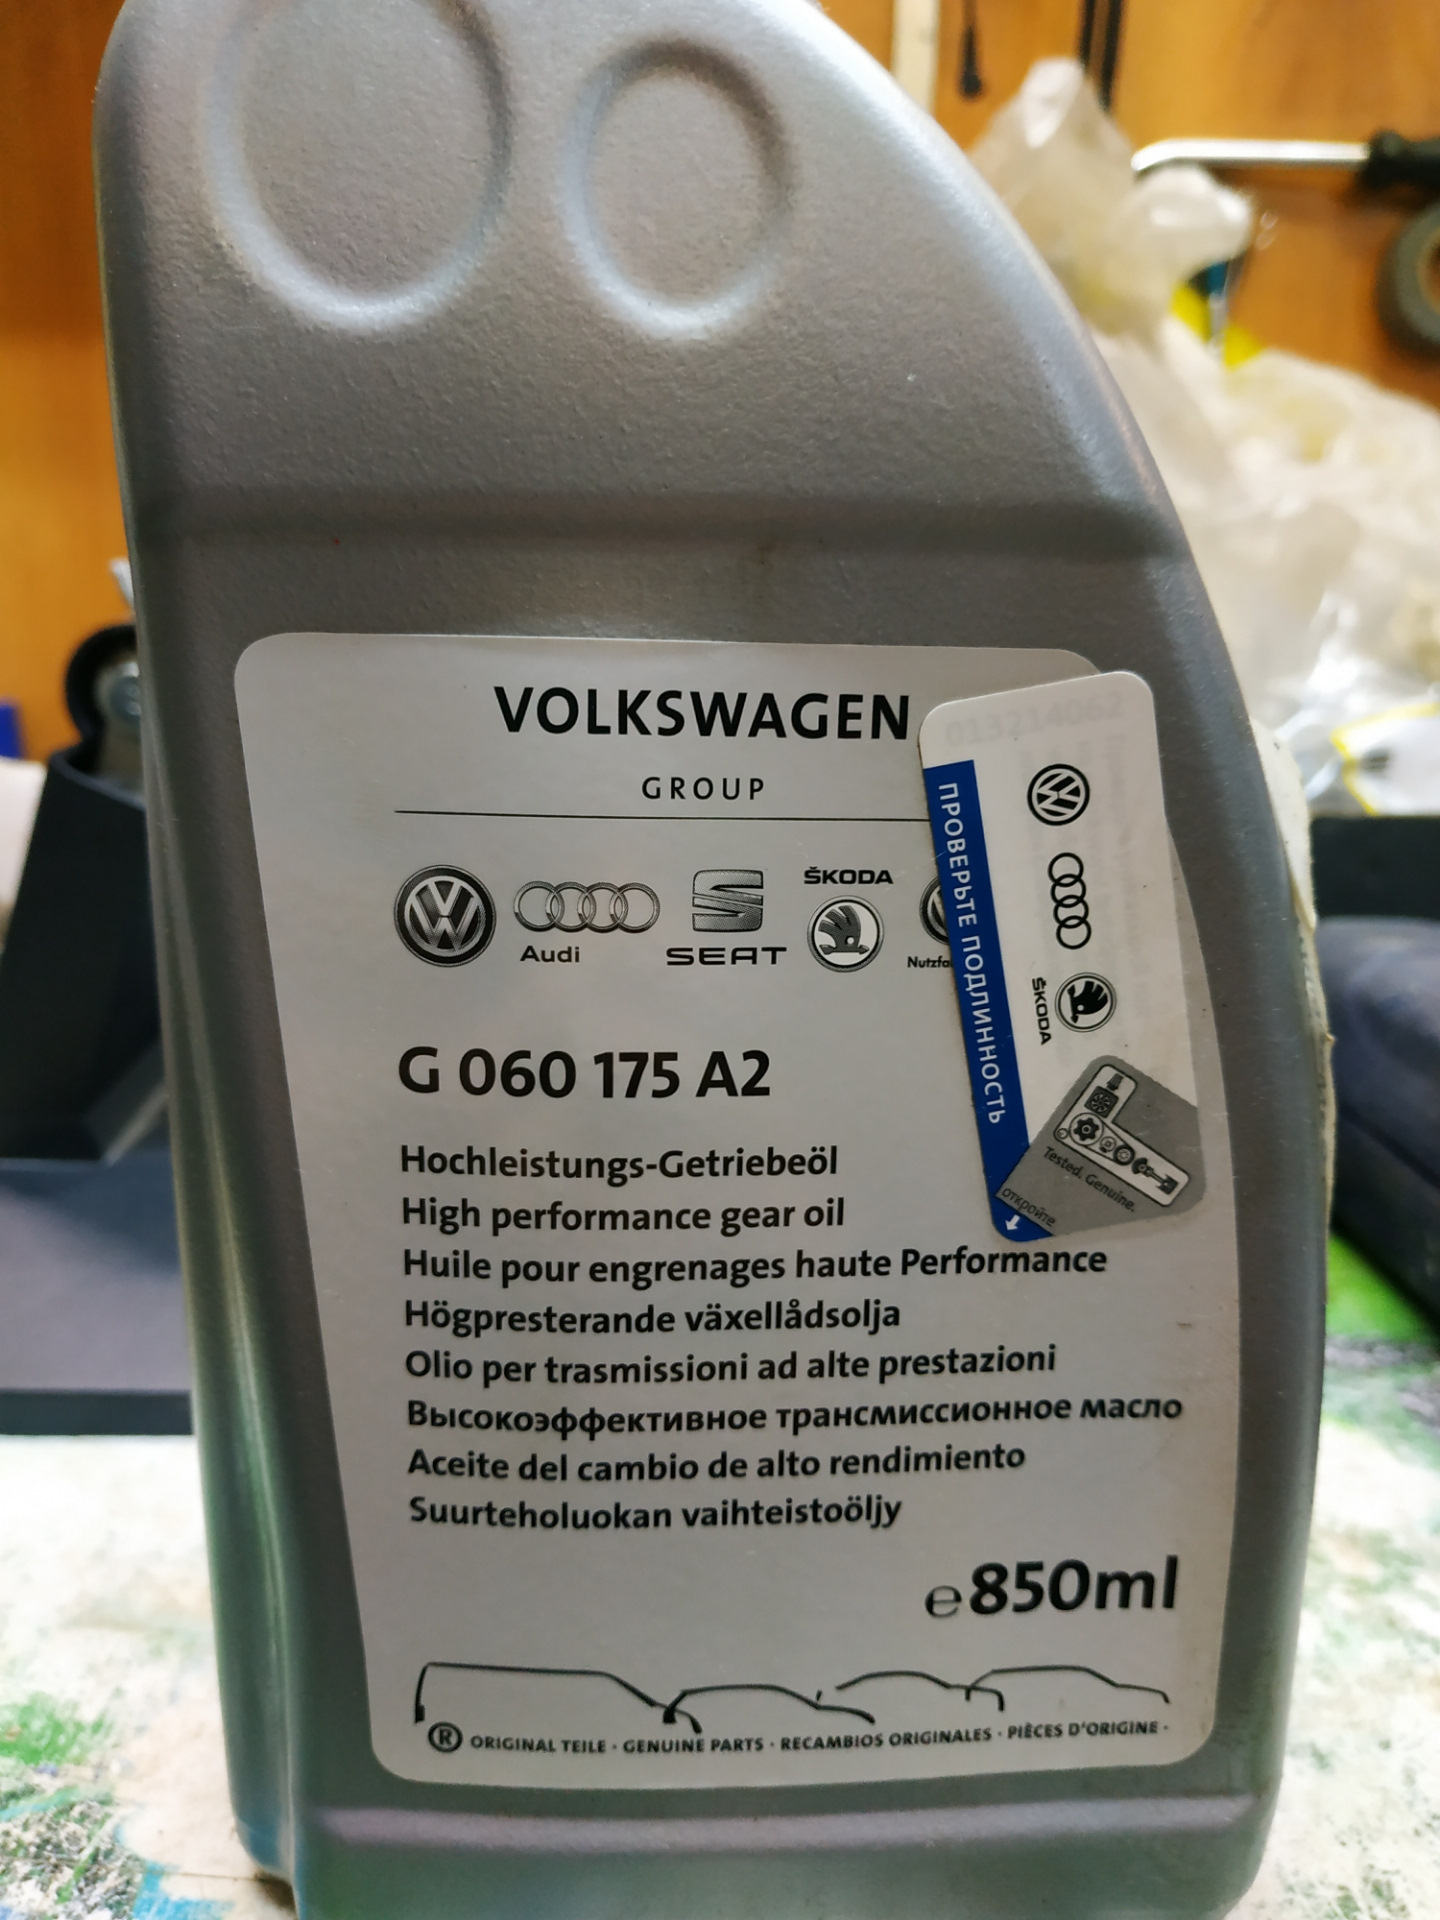 VOLKSWAGEN
GROUP
Audi
SEAT
ŠKODA
G 060 175 A2
Hochleistungs-Getriebeöl
High performance gear oil
Huile pour engrenages haute Performance
Högpresterande växellådsolja
Olio per trasmissioni ad alte prestazioni
Высокоэффективное трансмиссионное масло
Aceite del cambio de alto rendimiento
Suurteholuokan vaihteistoöljy
℮850ml
® ORIGINAL TEILE · GENUINE PARTS · RECAMBIOS ORIGINALES · PIÈCES D'ORIGINE ·
013214062
ПРОВЕРЬТЕ ПОДЛИННОСТЬ
ŠKODA
Tested. Genuine.
откройте